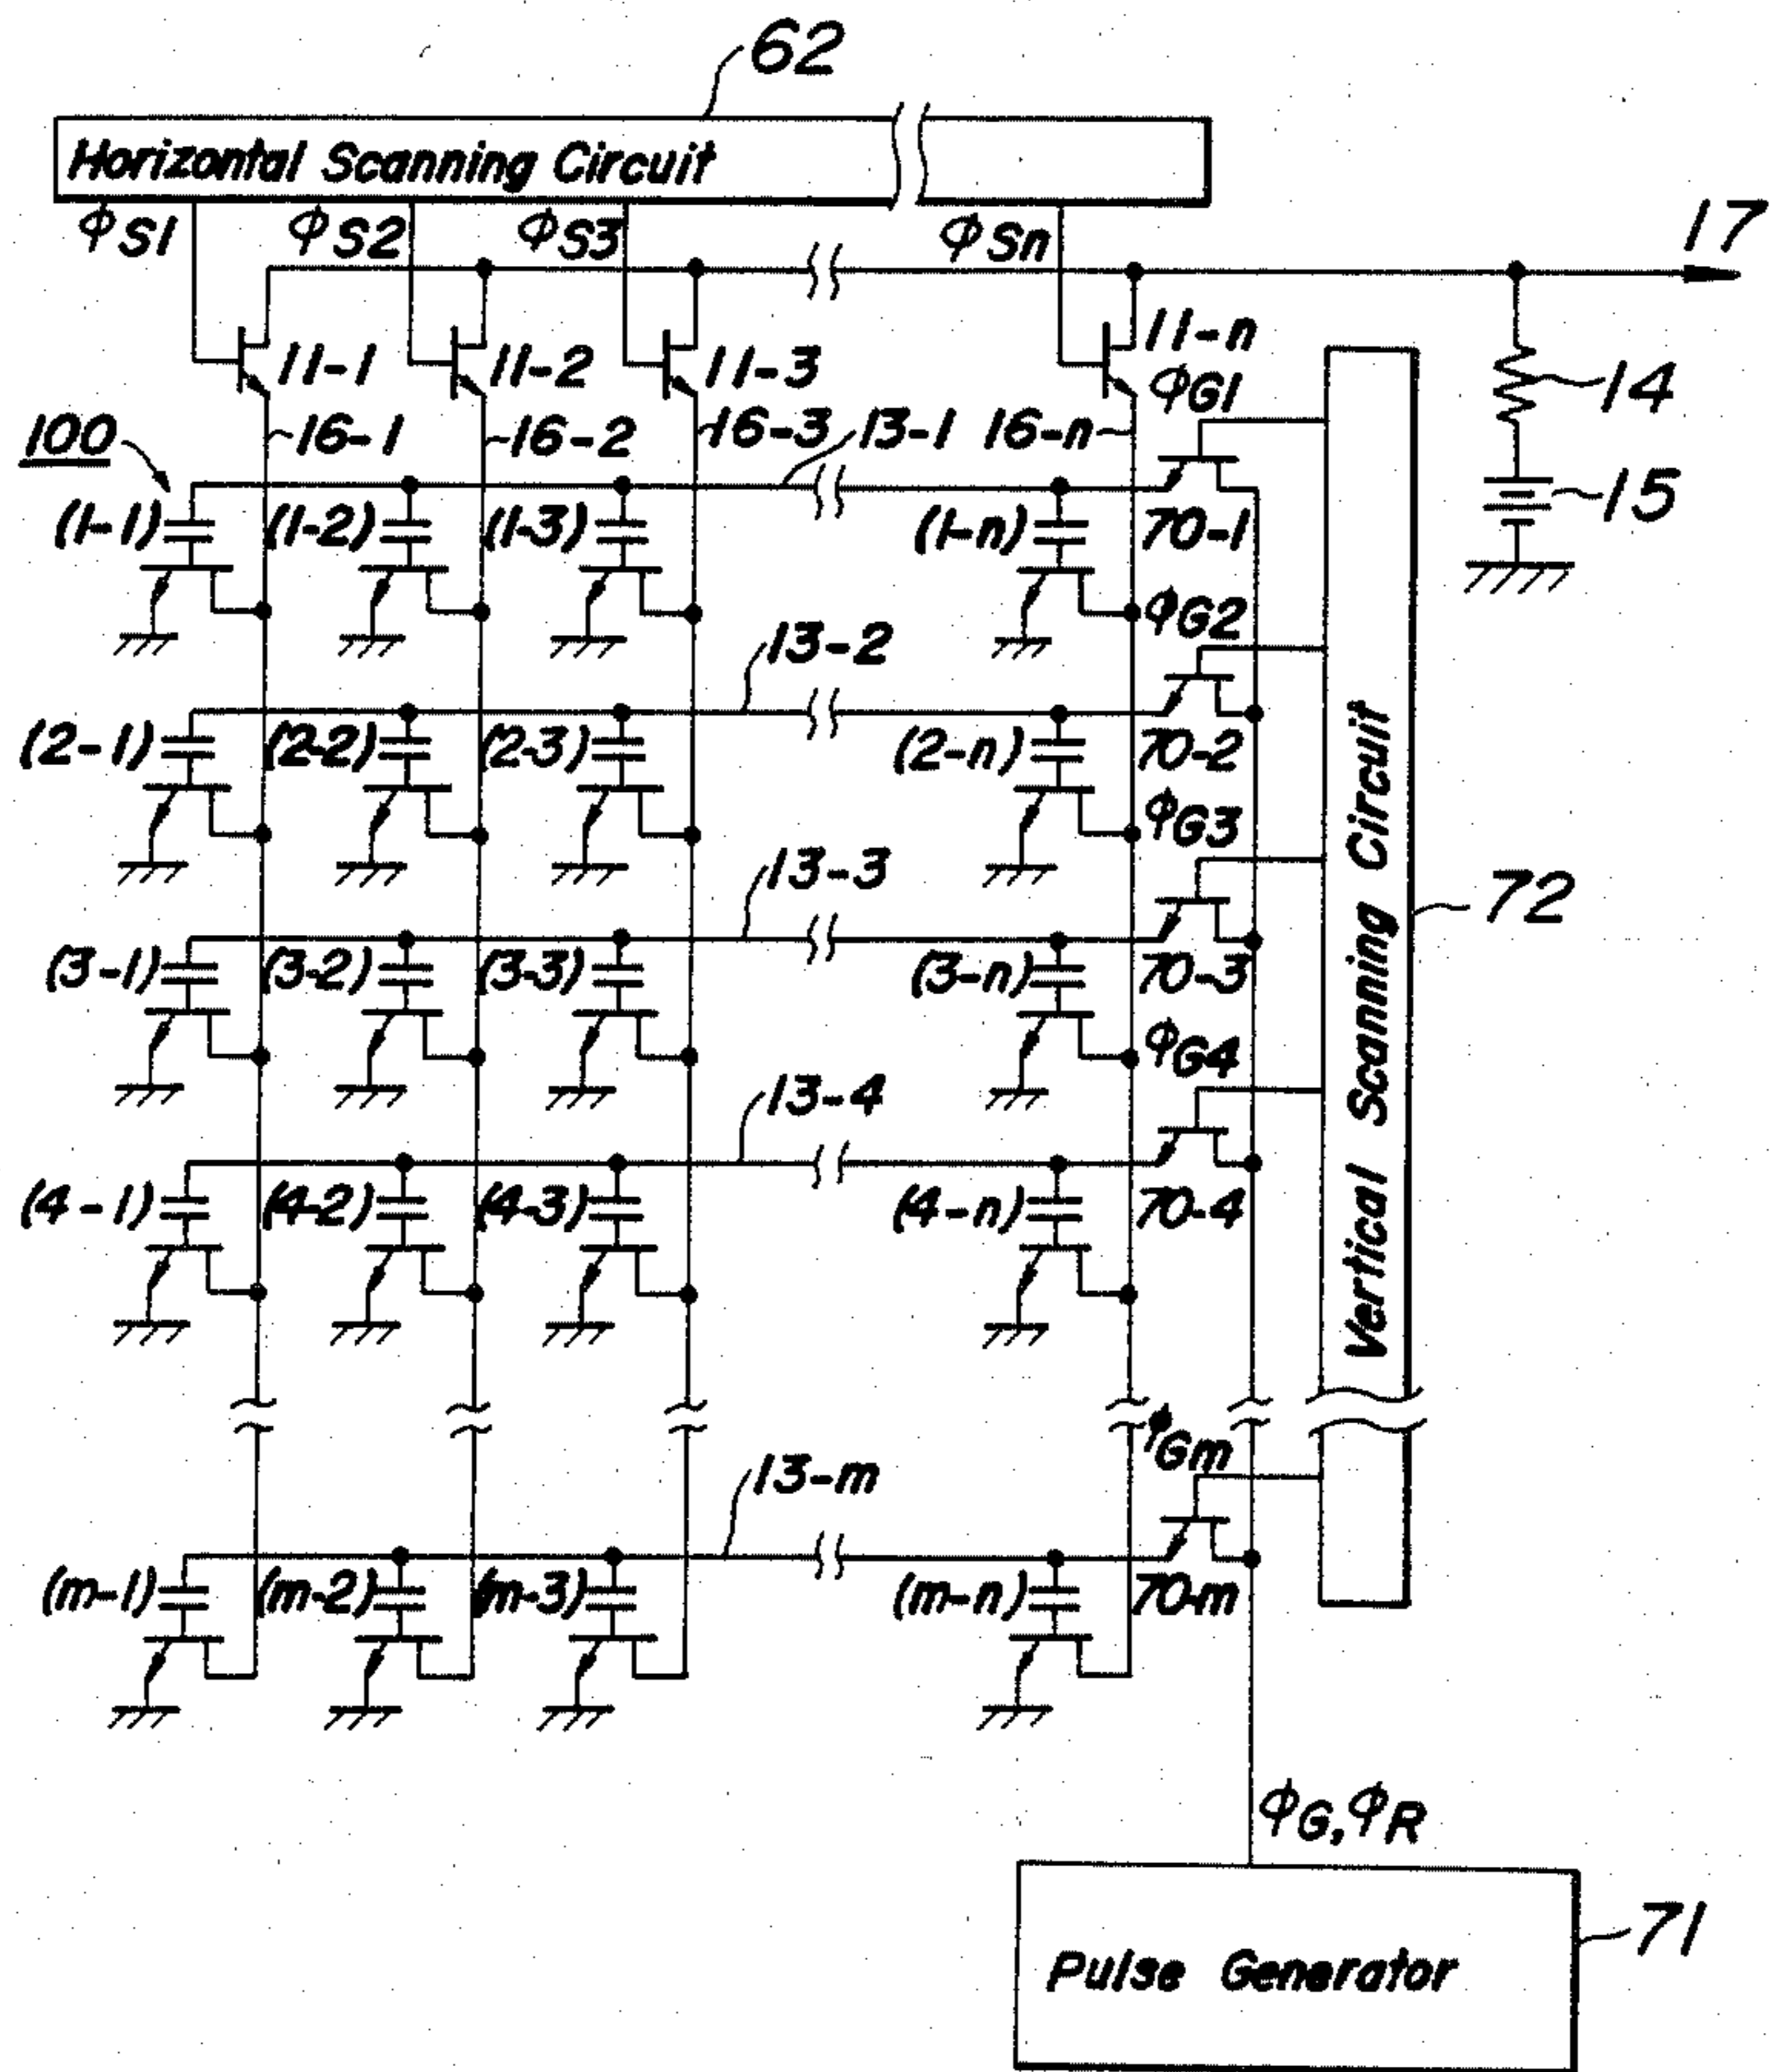 62
Horizontal Scanning Circuit
φS1 φS2 φS3 φSn
17
11-1 11-2 11-3 11-n
φG1
14
100
16-1 16-2 16-3 13-1 16-n
15
(1-1) (1-2) (1-3) (1-n) 70-1
φG2
13-2
(2-1) (2-2) (2-3) (2-n) 70-2
φG3
13-3
72
Vertical Scanning Circuit
(3-1) (3-2) (3-3) (3-n) 70-3
φG4
13-4
(4-1) (4-2) (4-3) (4-n) 70-4
φGm
13-m
(m-1) (m-2) (m-3) (m-n) 70-m
φG, φR
71
Pulse Generator